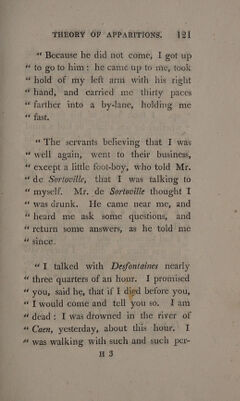 THEORY OF APPARITIONS. 121
" Because he did not come, I got up
" to go to him: he came up to me, took
" hold of my left arm with his right
" hand, and carried me thirty paces
" farther into a by-lane, holding me
" fast.
" The servants believing that I was
" well again, went to their business,
" except a little foot-boy, who told Mr.
" de Sortoville, that I was talking to
" myself. Mr. de Sortoville thought I
" was drunk. He came near me, and
" heard me ask some questions, and
" return some answers, as he told me
" since.
" I talked with Desfontaines nearly
" three quarters of an hour. I promised
" you, said he, that if I died before you,
" I would come and tell you so. I am
" dead: I was drowned in the river of
" Caen, yesterday, about this hour. I
" was walking with such and such per-
H 3